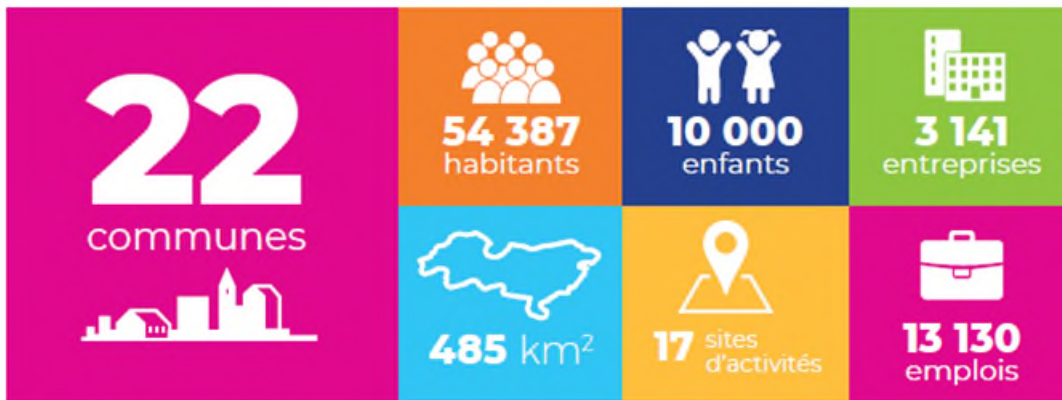 22
communes
54 387
habitants
10 000
enfants
3 141
entreprises
485 km²
17 sites
d'activités
13 130
emplois